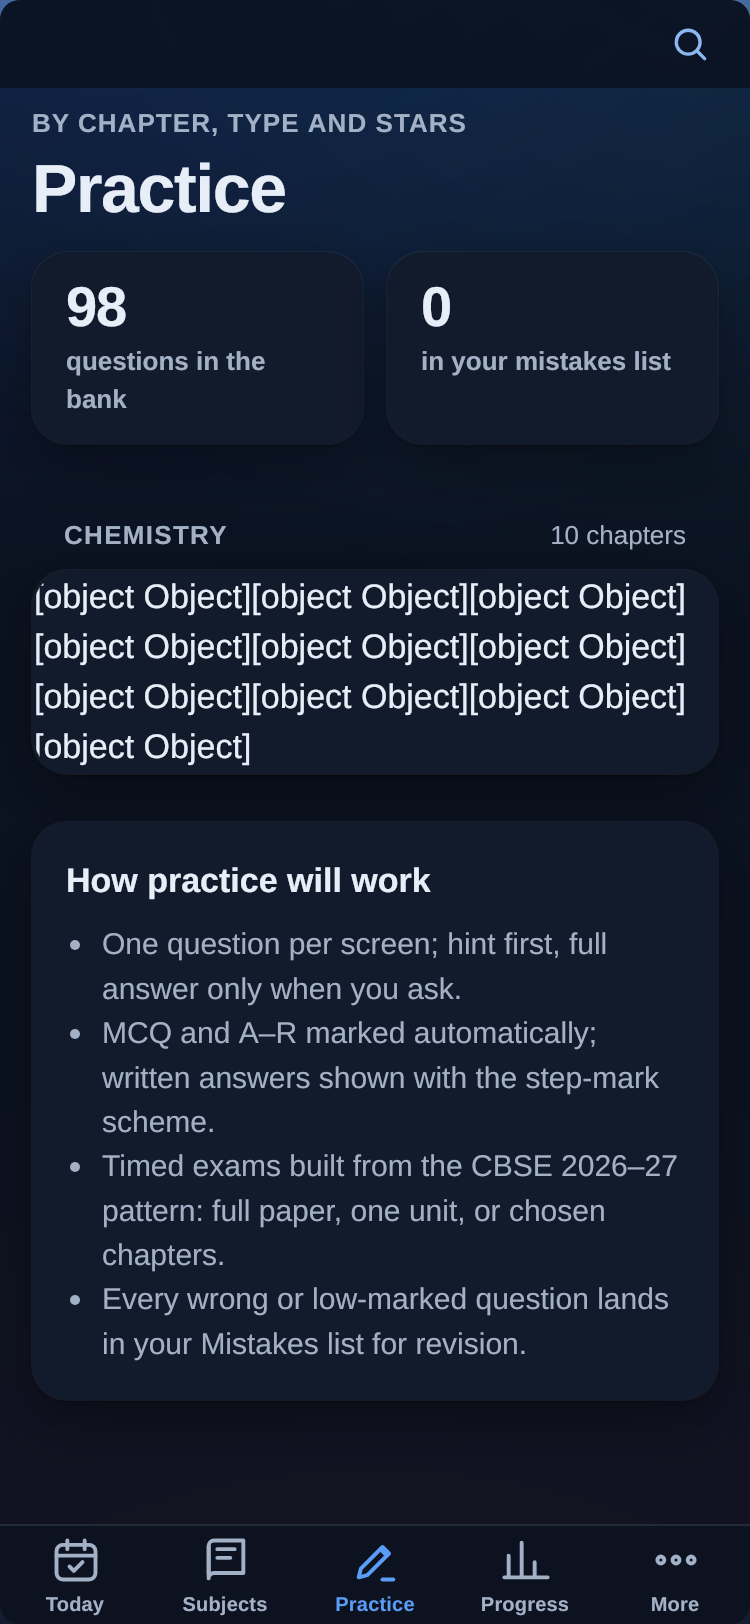 BY CHAPTER, TYPE AND STARS
Practice
98
questions in the
bank
0
in your mistakes list
CHEMISTRY
10 chapters
[object Object][object Object][object Object]
[object Object][object Object][object Object]
[object Object][object Object][object Object]
[object Object]
How practice will work
• One question per screen; hint first, full
answer only when you ask.
• MCQ and A–R marked automatically;
written answers shown with the step-mark
scheme.
• Timed exams built from the CBSE 2026–27
pattern: full paper, one unit, or chosen
chapters.
• Every wrong or low-marked question lands
in your Mistakes list for revision.
Today
Subjects
Practice
Progress
More